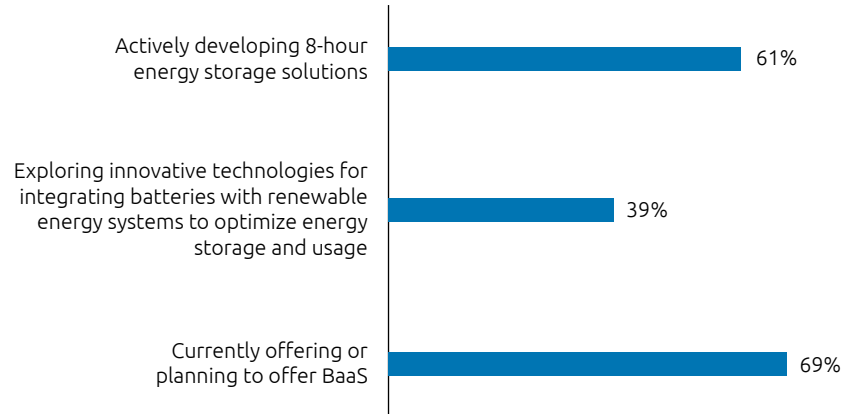 Actively developing 8-hour
energy storage solutions
61%
Exploring innovative technologies for
integrating batteries with renewable
energy systems to optimize energy
storage and usage
39%
Currently offering or
planning to offer BaaS
69%